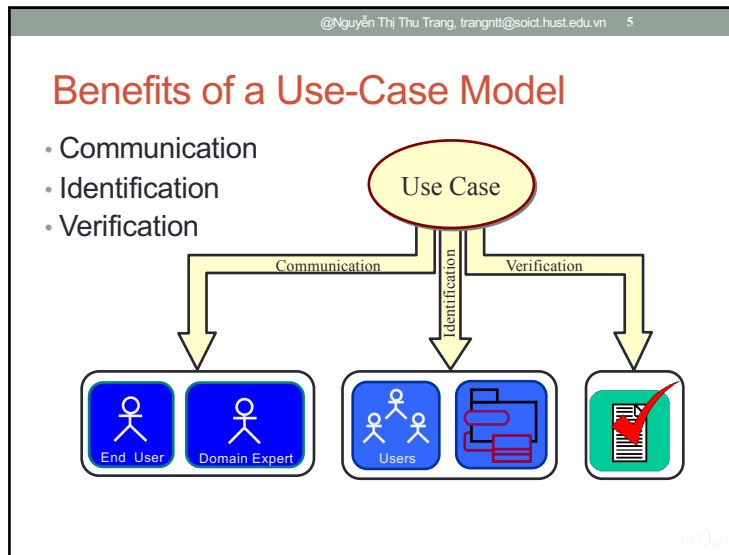 @Nguyễn Thị Thu Trang, trangntt@soict.hust.edu.vn 5
Benefits of a Use-Case Model
• Communication
• Identification
• Verification
Use Case
Communication
Identification
Verification
End User
Domain Expert
Users